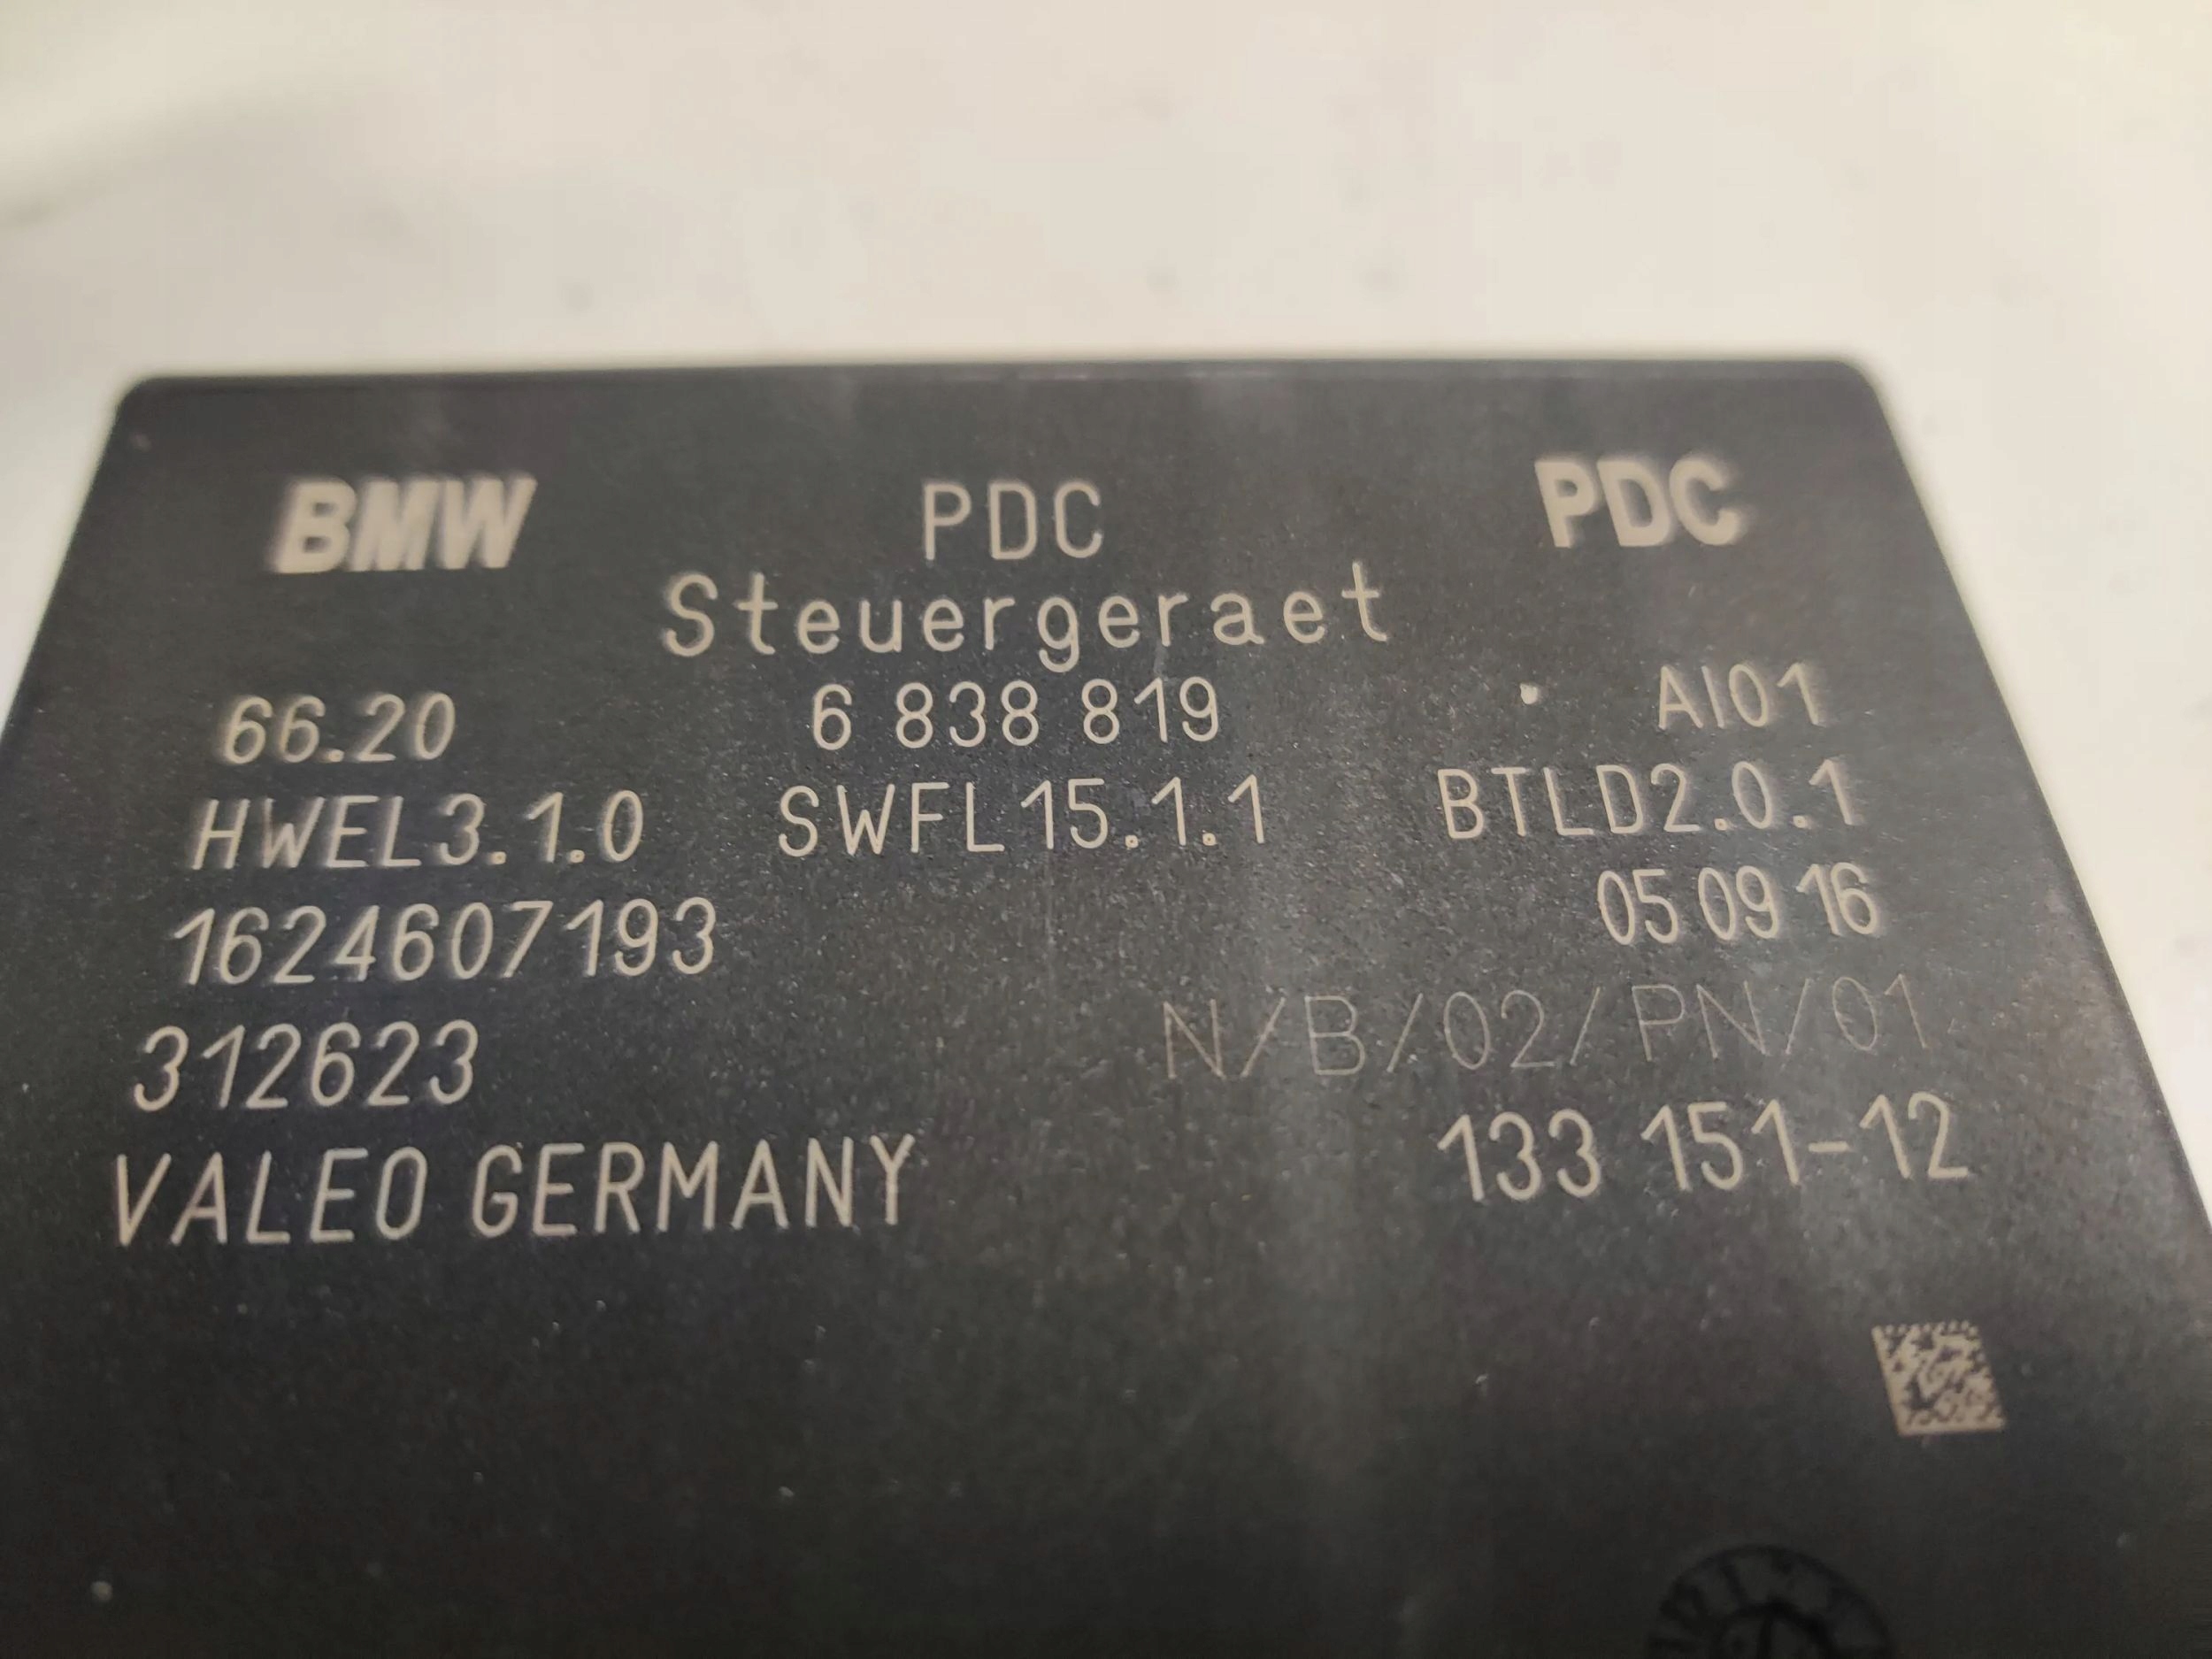 BMW PDC PDC
Steuergeraet
66.20 6 838 819 AI01
HWEL3.1.0 SWFL15.1.1 BTLD2.0.1
1624607193 05 09 16
312623 N/B/02/PN/01
VALEO GERMANY 133 151-12